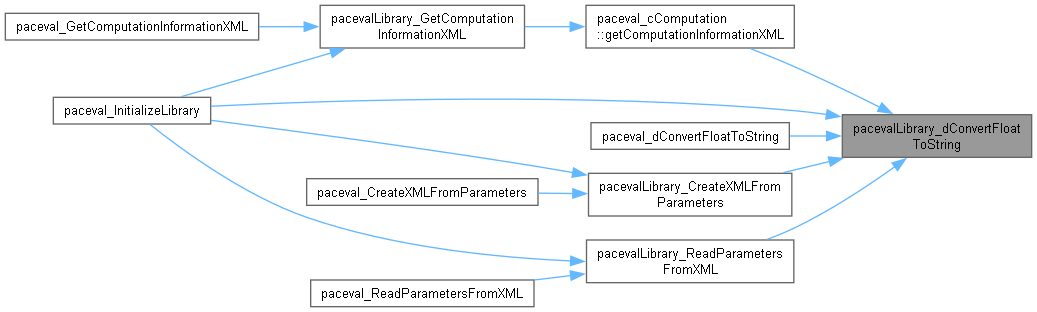 paceval_GetComputationInformationXML
pacevalLibrary_GetComputation
InformationXML
paceval_cComputation
::getComputationInformationXML
paceval_InitializeLibrary
paceval_dConvertFloatToString
pacevalLibrary_dConvertFloat
ToString
paceval_CreateXMLFromParameters
pacevalLibrary_CreateXMLFrom
Parameters
pacevalLibrary_ReadParameters
FromXML
paceval_ReadParametersFromXML